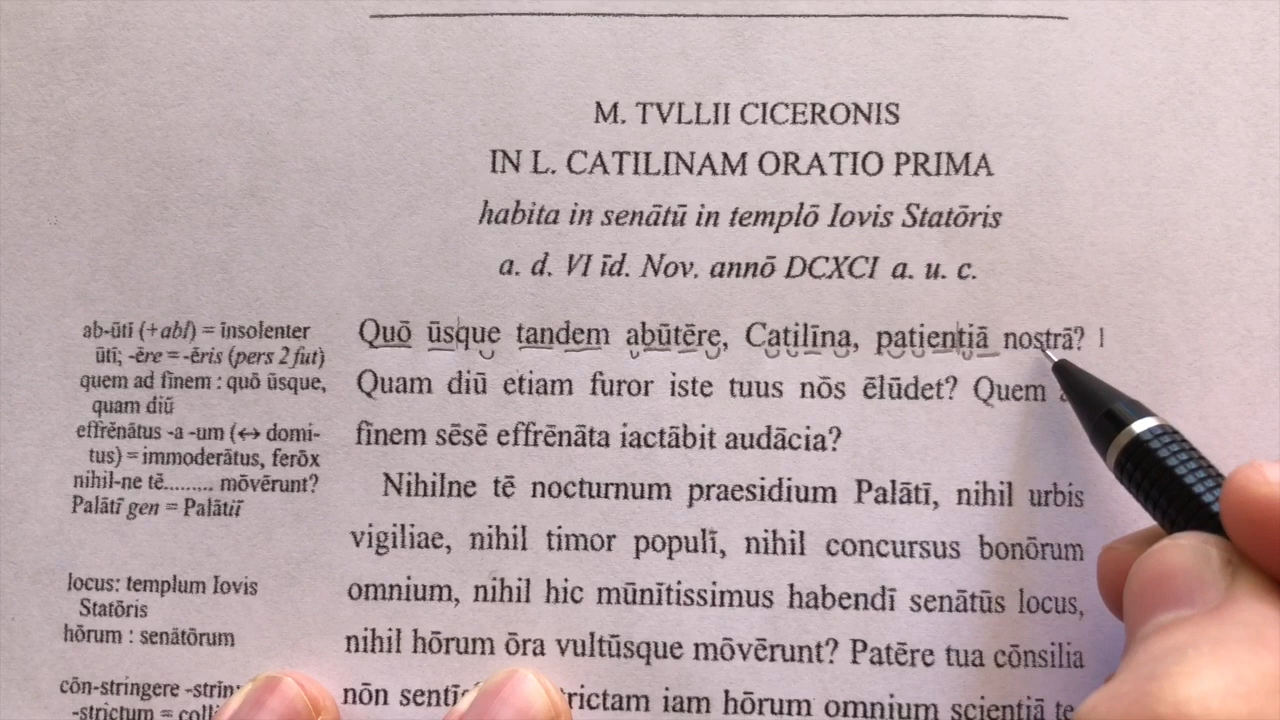 M. TVLLII CICERONIS
IN L. CATILINAM ORATIO PRIMA
habita in senātū in templō Iovis Statōris
a. d. VI īd. Nov. annō DCXCI a. u. c.
ab-ūtī (+abl) = īnsolenter
ūtī; -ēre = -ēris (pers 2 fut)
quem ad fīnem : quō ūsque,
quam diū
effrēnātus -a -um (↔ domi-
tus) = immoderātus, ferōx
nihil-ne tē......... mōvērunt?
Palātī gen = Palātiī
locus: templum Iovis
Statōris
hōrum : senātōrum
cōn-stringere
-strictum =
Quō ūsque tandem abūtēre, Catilīna, patientiā nostrā?
Quam diū etiam furor iste tuus nōs ēlūdet? Quem
fīnem sēsē effrēnāta iactābit audācia?
Nihilne tē nocturnum praesidium Palātī, nihil urbis
vigiliae, nihil timor populī, nihil concursus bonōrum
omnium, nihil hic mūnītissimus habendī senātūs locus,
nihil hōrum ōra vultūsque mōvērunt? Patēre tua cōnsilia
nōn iam hōrum omnium scientiā